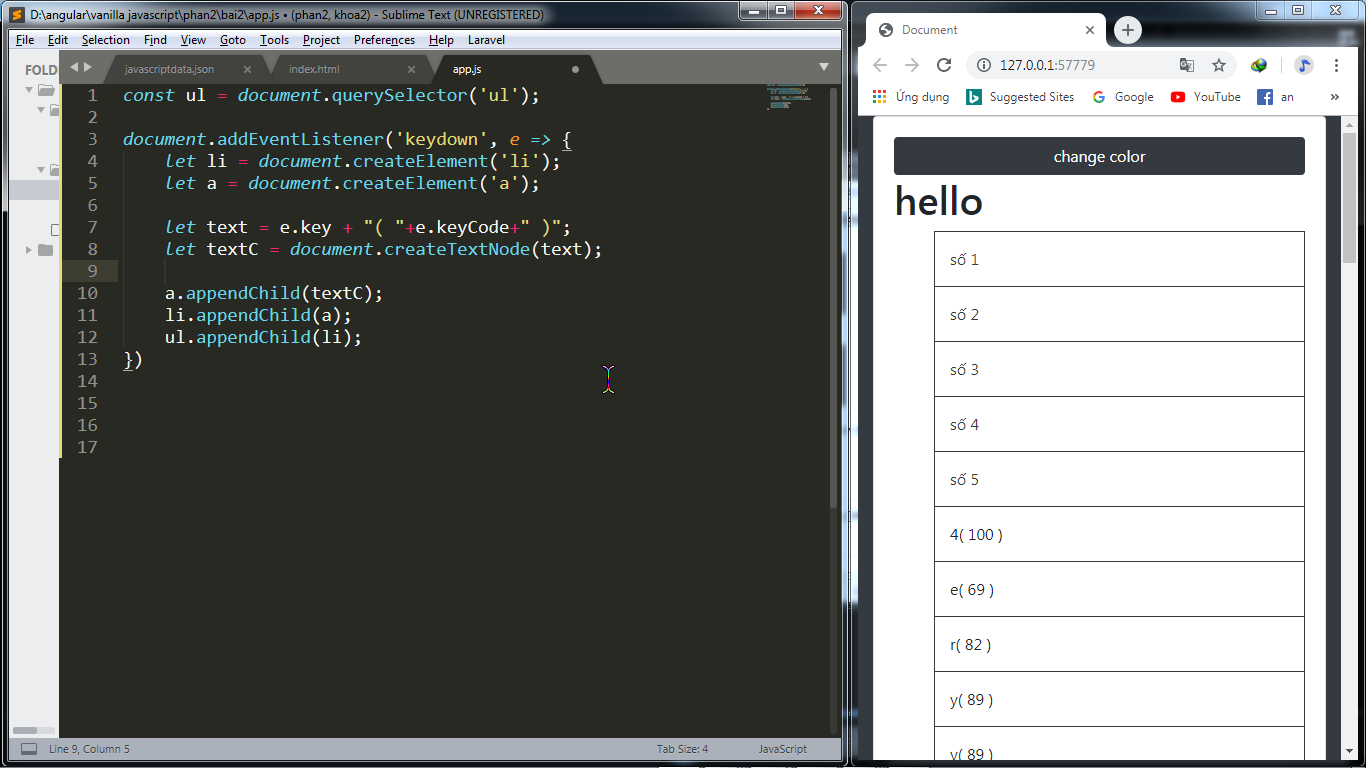 D:\angular\vanilla javascript\phan2\bai2\app.js • (phan2, khoa2) - Sublime Text (UNREGISTERED)
File Edit Selection Find View Goto Tools Project Preferences Help Laravel
FOLD
javascriptdata.json index.html app.js
1 const ul = document.querySelector('ul');
2
3 document.addEventListener('keydown', e => {
4 let li = document.createElement('li');
5 let a = document.createElement('a');
6
7 let text = e.key + "( "+e.keyCode+" )";
8 let textC = document.createTextNode(text);
9
10 a.appendChild(textC);
11 li.appendChild(a);
12 ul.appendChild(li);
13 })
14
15
16
17
Line 9, Column 5 Tab Size: 4 JavaScript
Document
127.0.0.1:57779
Ứng dụng Suggested Sites Google YouTube an »
change color
hello
số 1
số 2
số 3
số 4
số 5
4( 100 )
e( 69 )
r( 82 )
y( 89 )
y( 89 )